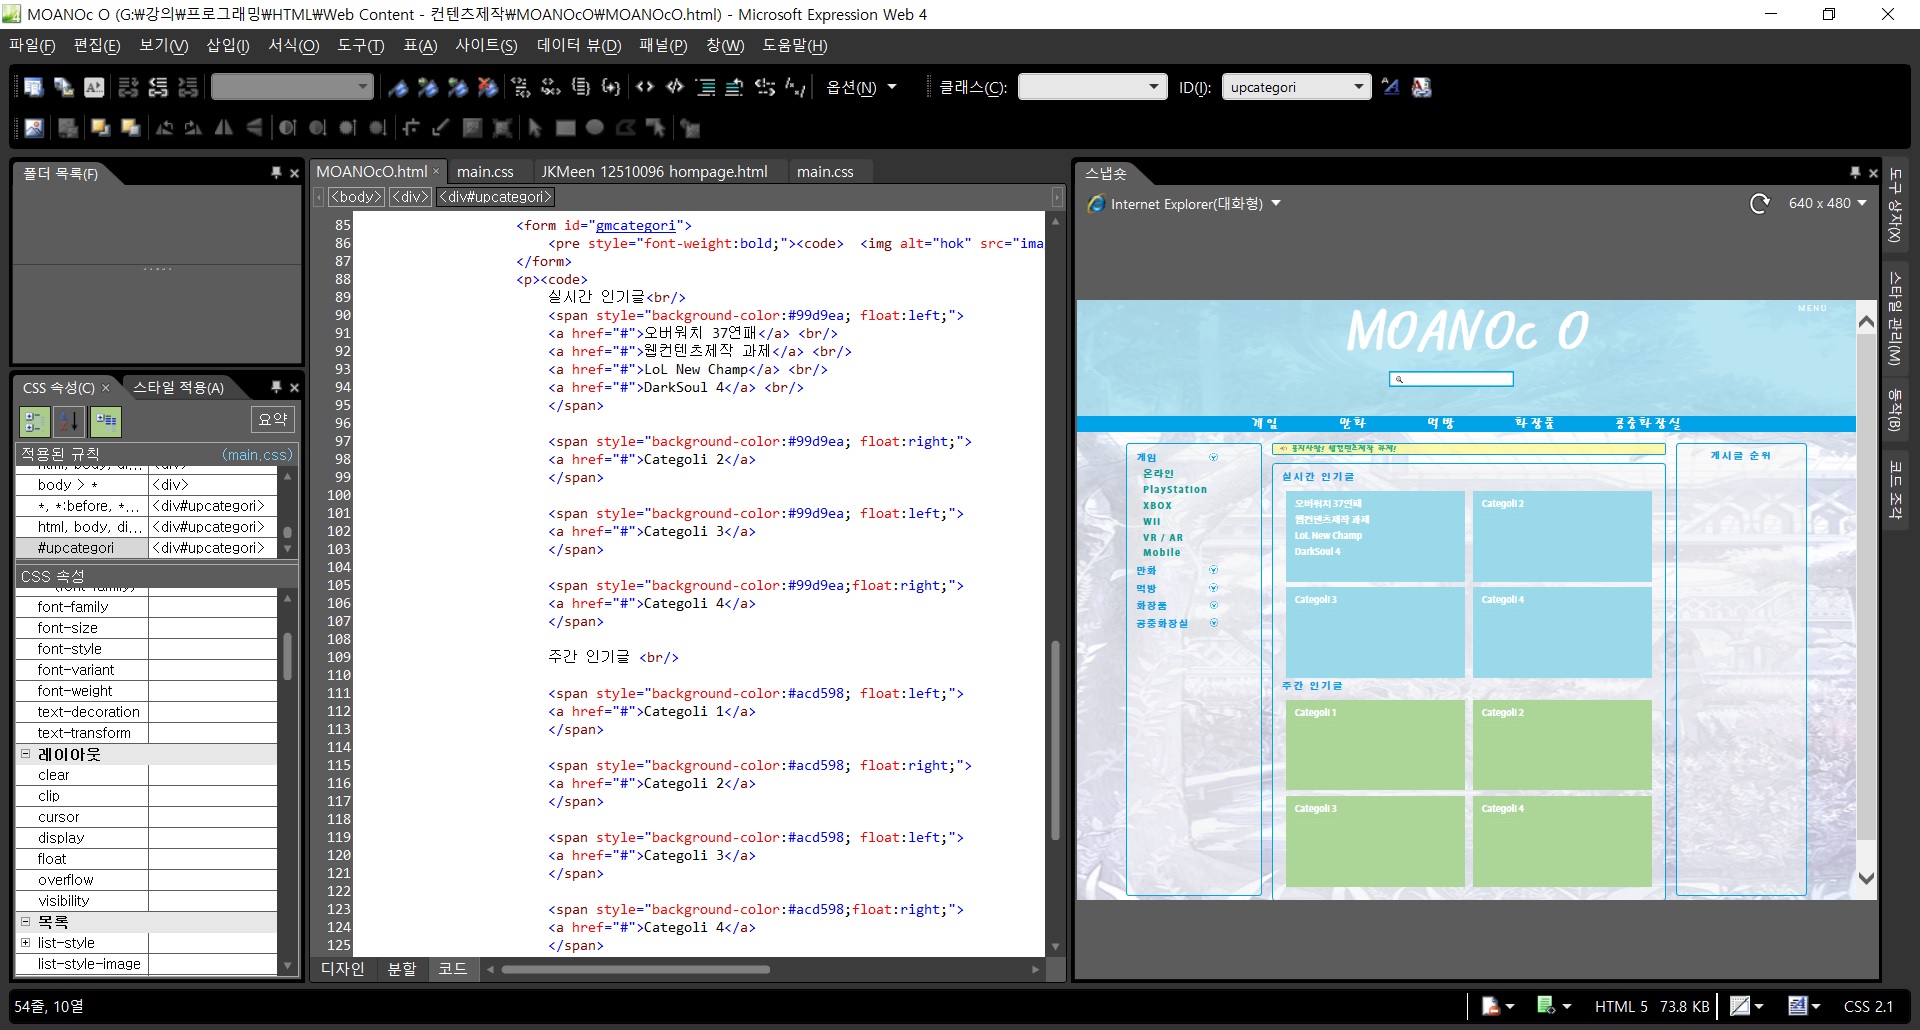 MOANOc O (G:₩강의₩프로그래밍₩HTML₩Web Content - 컨텐츠제작₩MOANOcO₩MOANOcO.html) - Microsoft Expression Web 4
파일(F) 편집(E) 보기(V) 삽입(I) 서식(O) 도구(T) 표(A) 사이트(S) 데이터 뷰(D) 패널(P) 창(W) 도움말(H)
옵션(N) 클래스(C): ID(I): upcategori
폴더 목록(F)
CSS 속성(C) × 스타일 적용(A)
요약
적용된 규칙 (main.css)
html, body, di... <div>
body > * <div>
*, *:before, *... <div#upcategori>
html, body, di... <div#upcategori>
#upcategori <div#upcategori>
CSS 속성
(font-family)
font-family
font-size
font-style
font-variant
font-weight
text-decoration
text-transform
레이아웃
clear
clip
cursor
display
float
overflow
visibility
목록
list-style
list-style-image
MOANOcO.html × main.css JKMeen 12510096 hompage.html main.css
<body> <div> <div#upcategori>
85 <form id="gmcategori">
86 <pre style="font-weight:bold;"><code> <img alt="hok" src="ima
87 </form>
88 <p><code>
89 실시간 인기글<br/>
90 <span style="background-color:#99d9ea; float:left;">
91 <a href="#">오버워치 37연패</a> <br/>
92 <a href="#">웹컨텐츠제작 과제</a> <br/>
93 <a href="#">LoL New Champ</a> <br/>
94 <a href="#">DarkSoul 4</a> <br/>
95 </span>
96
97 <span style="background-color:#99d9ea; float:right;">
98 <a href="#">Categoli 2</a>
99 </span>
100
101 <span style="background-color:#99d9ea; float:left;">
102 <a href="#">Categoli 3</a>
103 </span>
104
105 <span style="background-color:#99d9ea;float:right;">
106 <a href="#">Categoli 4</a>
107 </span>
108
109 주간 인기글 <br/>
110
111 <span style="background-color:#acd598; float:left;">
112 <a href="#">Categoli 1</a>
113 </span>
114
115 <span style="background-color:#acd598; float:right;">
116 <a href="#">Categoli 2</a>
117 </span>
118
119 <span style="background-color:#acd598; float:left;">
120 <a href="#">Categoli 3</a>
121 </span>
122
123 <span style="background-color:#acd598;float:right;">
124 <a href="#">Categoli 4</a>
125 </span>
디자인 분할 코드
스냅숏
Internet Explorer(대화형) 640 x 480
MENU
MOANOc O
게임 만화 먹방 화장품 공중화장실
게임
온라인
PlayStation
XBOX
WII
VR / AR
Mobile
만화
먹방
화장품
공중화장실
공지사항! 웹컨텐츠제작 과제!
실시간 인기글
오버워치 37연패
웹컨텐츠제작 과제
LoL New Champ
DarkSoul 4
Categoli 2
Categoli 3
Categoli 4
주간 인기글
Categoli 1
Categoli 2
Categoli 3
Categoli 4
게시글 순위
도구 상자(X)
스타일 관리(M)
동작(B)
코드 조각
54줄, 10열 HTML 5 73.8 KB CSS 2.1